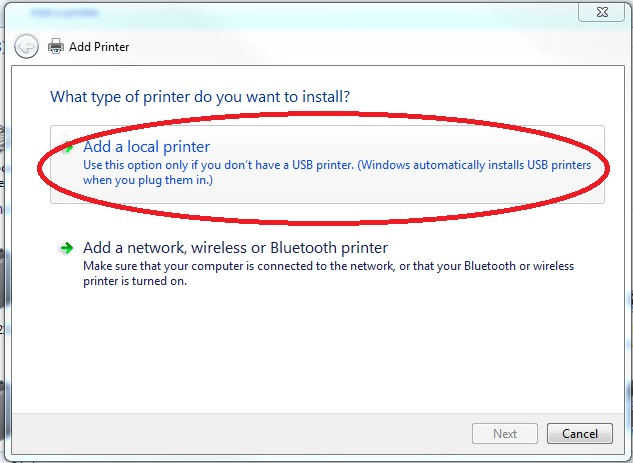 Add a printer
Add Printer
What type of printer do you want to install?
Add a local printer
Use this option only if you don't have a USB printer. (Windows automatically installs USB printers
when you plug them in.)
Add a network, wireless or Bluetooth printer
Make sure that your computer is connected to the network, or that your Bluetooth or wireless
printer is turned on.
Next
Cancel